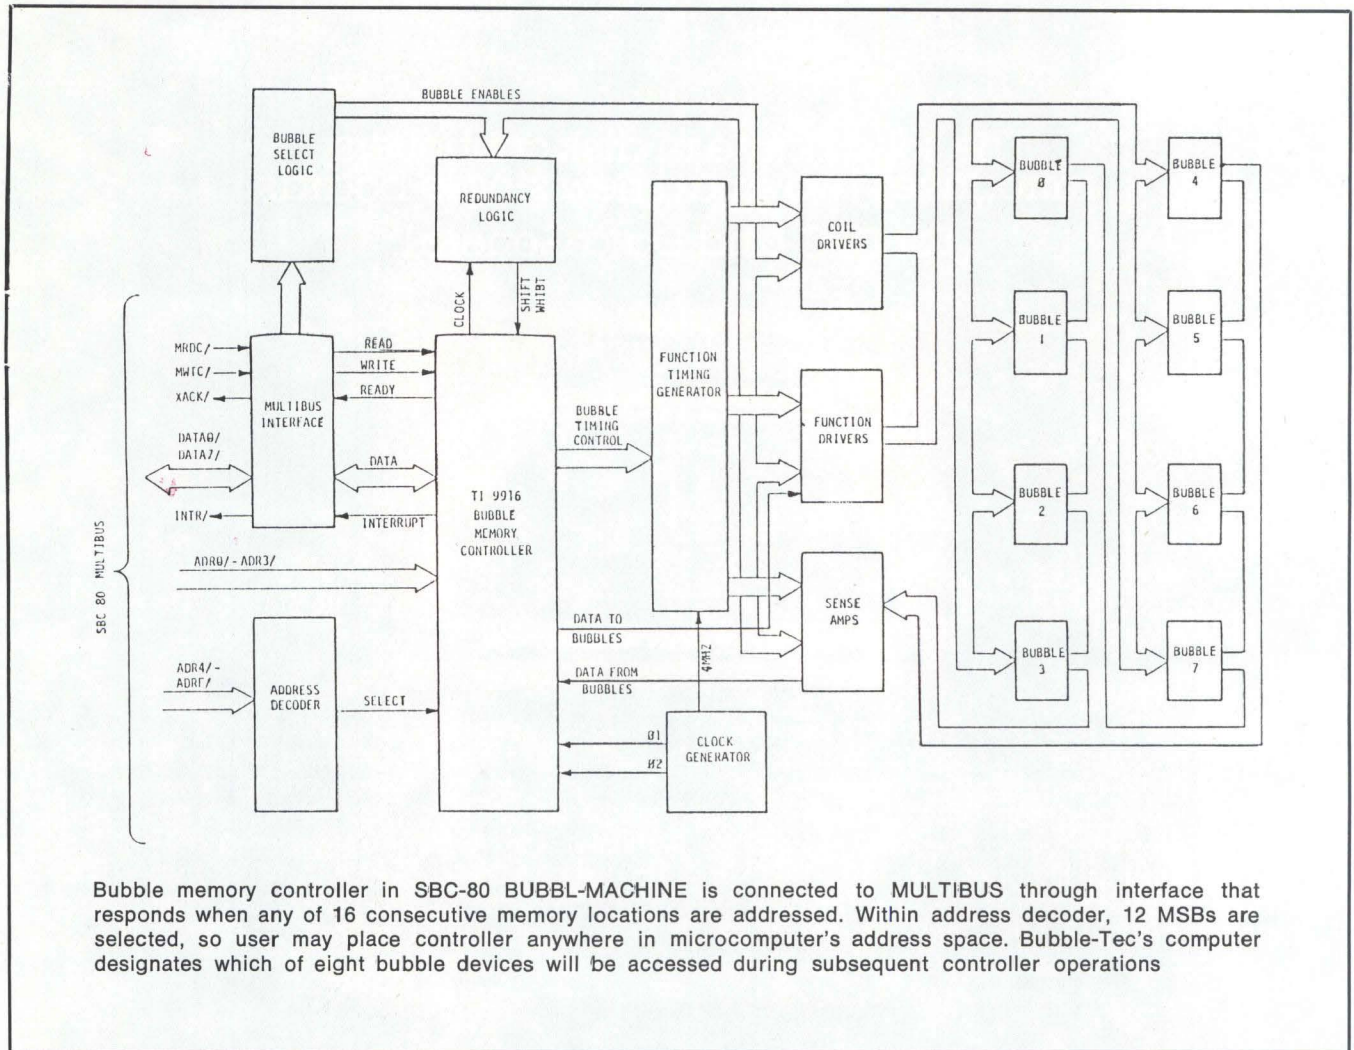 BUBBLE ENABLES
BUBBLE
SELECT
LOGIC
REDUNDANCY
LOGIC
CLOCK
SHIFT
WHIBT
MRDC/
MWTC/
XACK/
DATA0/
DATA7/
INTR/
SBC 80 MULTIBUS
MULTIBUS
INTERFACE
READ
WRITE
READY
DATA
INTERRUPT
ADR0/-ADR3/
ADR4/-
ADRF/
ADDRESS
DECODER
SELECT
TI 9916
BUBBLE
MEMORY
CONTROLLER
BUBBLE
TIMING
CONTROL
FUNCTION
TIMING
GENERATOR
DATA TO
BUBBLES
DATA FROM
BUBBLES
4MHZ
Ø1
Ø2
CLOCK
GENERATOR
COIL
DRIVERS
FUNCTION
DRIVERS
SENSE
AMPS
BUBBLE
0
BUBBLE
1
BUBBLE
2
BUBBLE
3
BUBBLE
4
BUBBLE
5
BUBBLE
6
BUBBLE
7
Bubble memory controller in SBC-80 BUBBL-MACHINE is connected to MULTIBUS through interface that
responds when any of 16 consecutive memory locations are addressed. Within address decoder, 12 MSBs are
selected, so user may place controller anywhere in microcomputer's address space. Bubble-Tec's computer
designates which of eight bubble devices will be accessed during subsequent controller operations